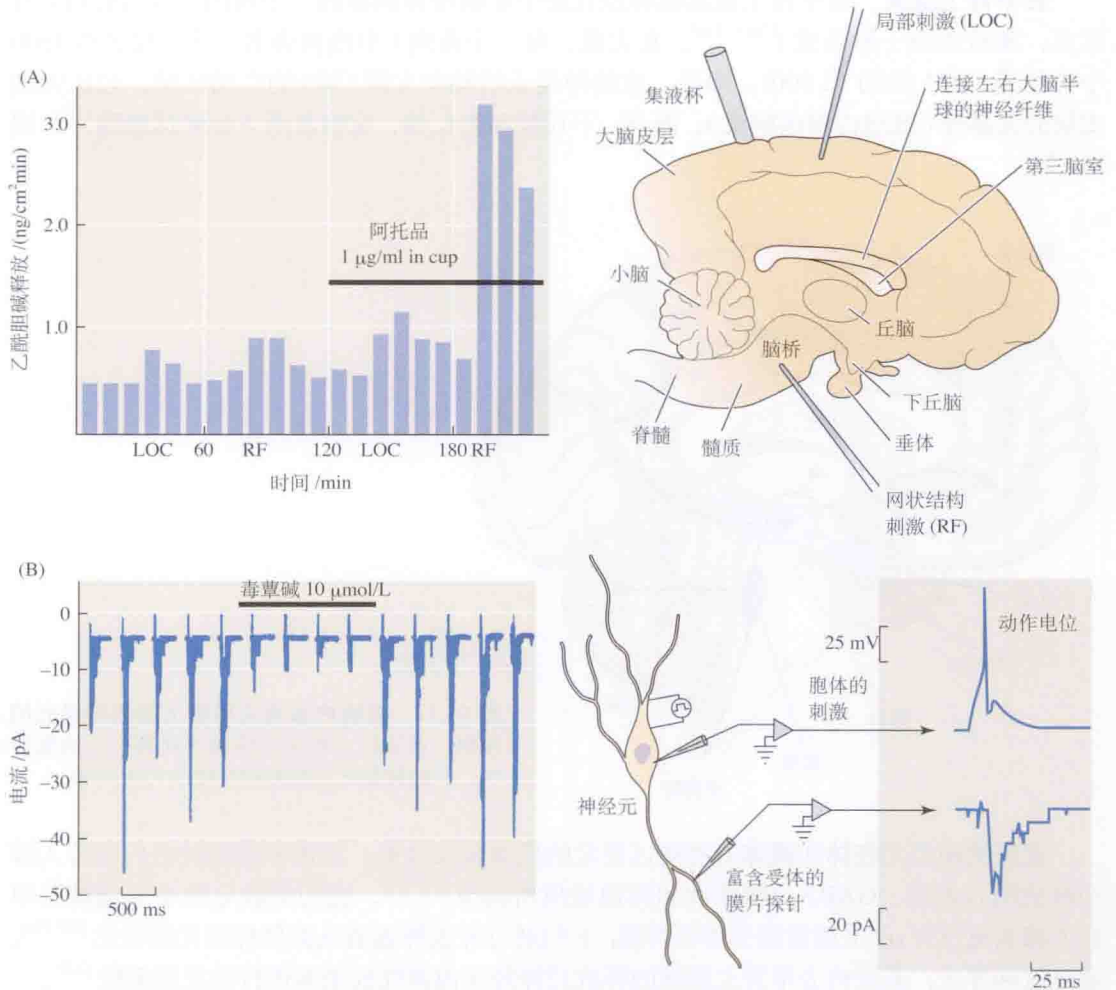 (A)
3.0
2.0
1.0
乙酰胆碱释放 /(ng/cm²min)
阿托品
1 μg/ml in cup
LOC 60 RF 120 LOC 180 RF
时间 /min
局部刺激 (LOC)
集液杯
连接左右大脑半
球的神经纤维
大脑皮层
第三脑室
小脑
丘脑
脑桥
下丘脑
脊髓
髓质
垂体
网状结构
刺激 (RF)
(B)
毒蕈碱 10 μmol/L
0
−10
−20
−30
−40
−50
电流 /pA
500 ms
神经元
胞体的
刺激
富含受体的
膜片探针
25 mV
动作电位
20 pA
25 ms